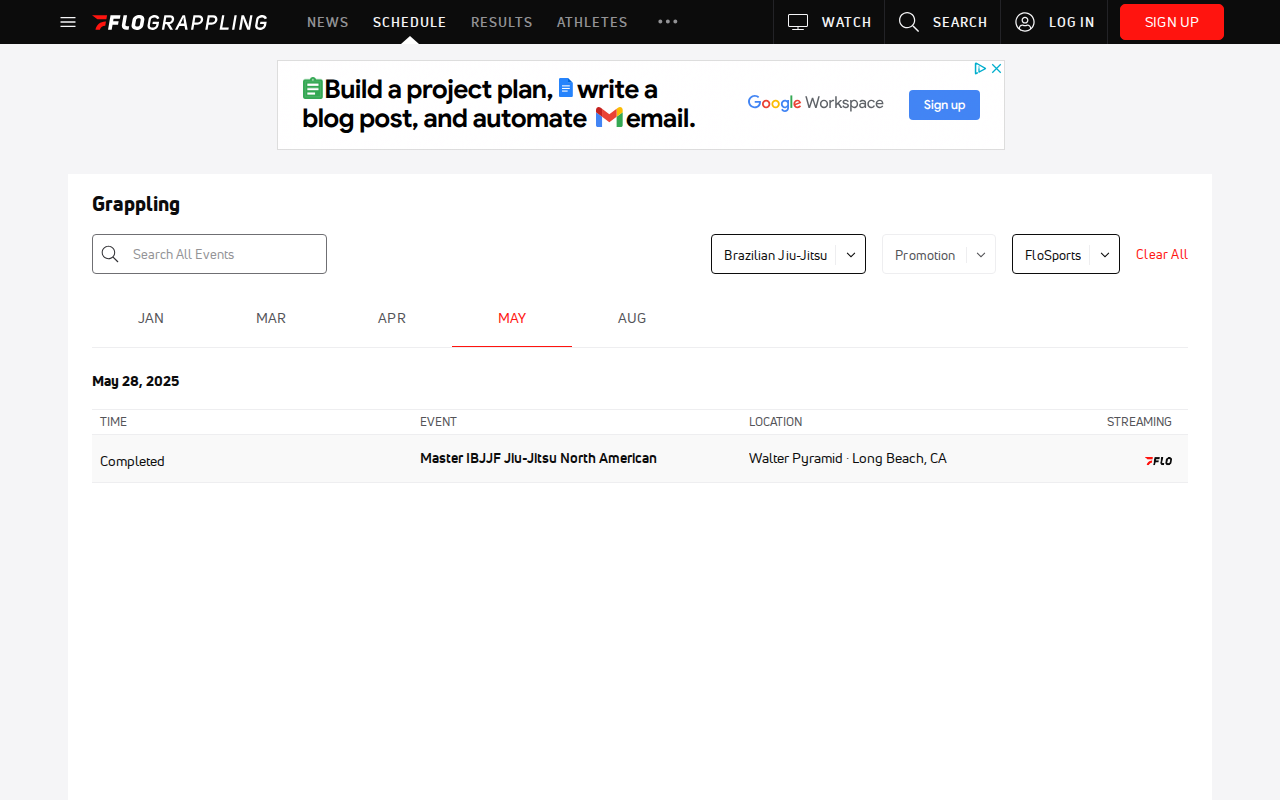 FLOGRAPPLING NEWS SCHEDULE RESULTS ATHLETES WATCH SEARCH LOG IN SIGN UP
Build a project plan, write a
blog post, and automate email.
Google Workspace
Sign up
Grappling
Search All Events
Brazilian Jiu-Jitsu
Promotion
FloSports
Clear All
JAN MAR APR MAY AUG
May 28, 2025
TIME EVENT LOCATION STREAMING
Completed Master IBJJF Jiu-Jitsu North American Walter Pyramid · Long Beach, CA FLO